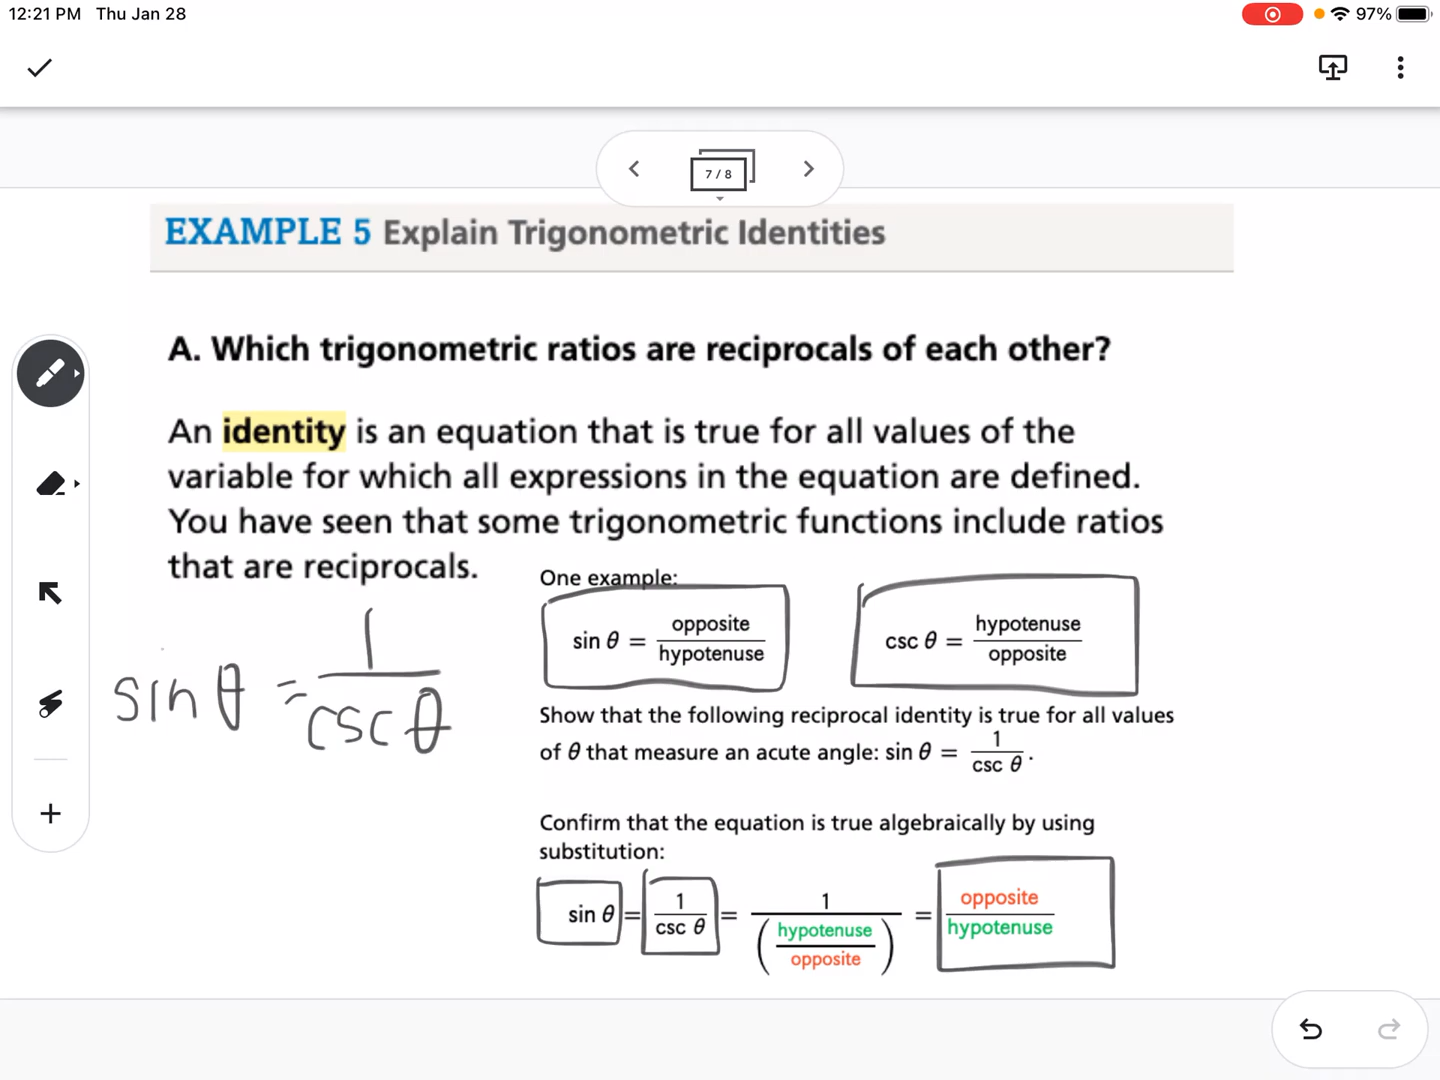 12:21 PM Thu Jan 28
97%
7 / 8
EXAMPLE 5 Explain Trigonometric Identities
A. Which trigonometric ratios are reciprocals of each other?
An identity is an equation that is true for all values of the
variable for which all expressions in the equation are defined.
You have seen that some trigonometric functions include ratios
that are reciprocals.
One example:
sin θ = opposite / hypotenuse
csc θ = hypotenuse / opposite
sin θ = 1 / csc θ
Show that the following reciprocal identity is true for all values
of θ that measure an acute angle: sin θ = 1 / csc θ .
Confirm that the equation is true algebraically by using
substitution:
sin θ = 1 / csc θ = 1 / (hypotenuse / opposite) = opposite / hypotenuse